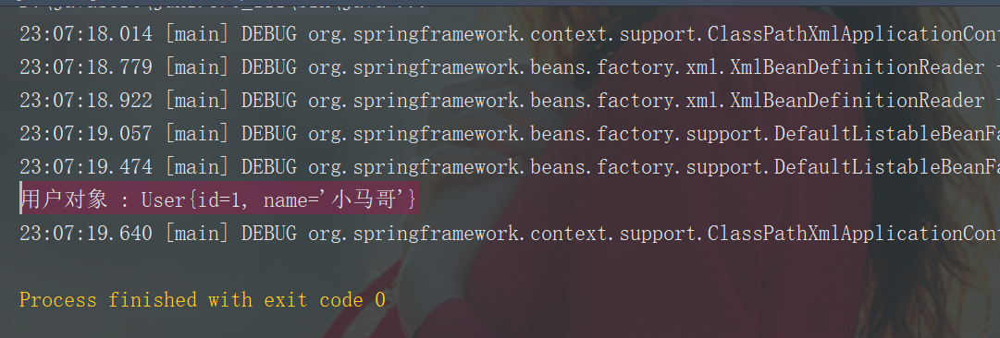 23:07:18.014 [main] DEBUG org.springframework.context.support.ClassPathXmlApplicationCont
23:07:18.779 [main] DEBUG org.springframework.beans.factory.xml.XmlBeanDefinitionReader -
23:07:18.922 [main] DEBUG org.springframework.beans.factory.xml.XmlBeanDefinitionReader -
23:07:19.057 [main] DEBUG org.springframework.beans.factory.support.DefaultListableBeanFa
23:07:19.474 [main] DEBUG org.springframework.beans.factory.support.DefaultListableBeanFa
用户对象 : User{id=1, name='小马哥'}
23:07:19.640 [main] DEBUG org.springframework.context.support.ClassPathXmlApplicationCont
Process finished with exit code 0